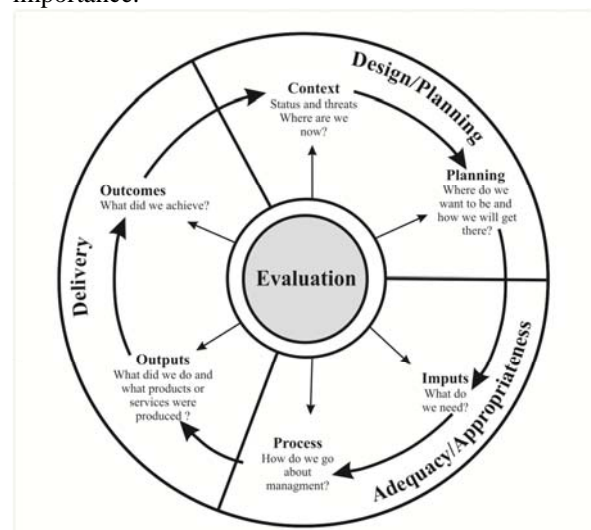 importance.
Design/Planning
Context
Status and threats
Where are we
now?
Planning
Where do we
want to be and
how we will get
there?
Outcomes
What did we achieve?
Delivery
Evaluation
Outputs
What did we do and
what products or
services were
produced ?
Imputs
What do
we need?
Process
How do we go
about
managment?
Adequacy/Appropriateness